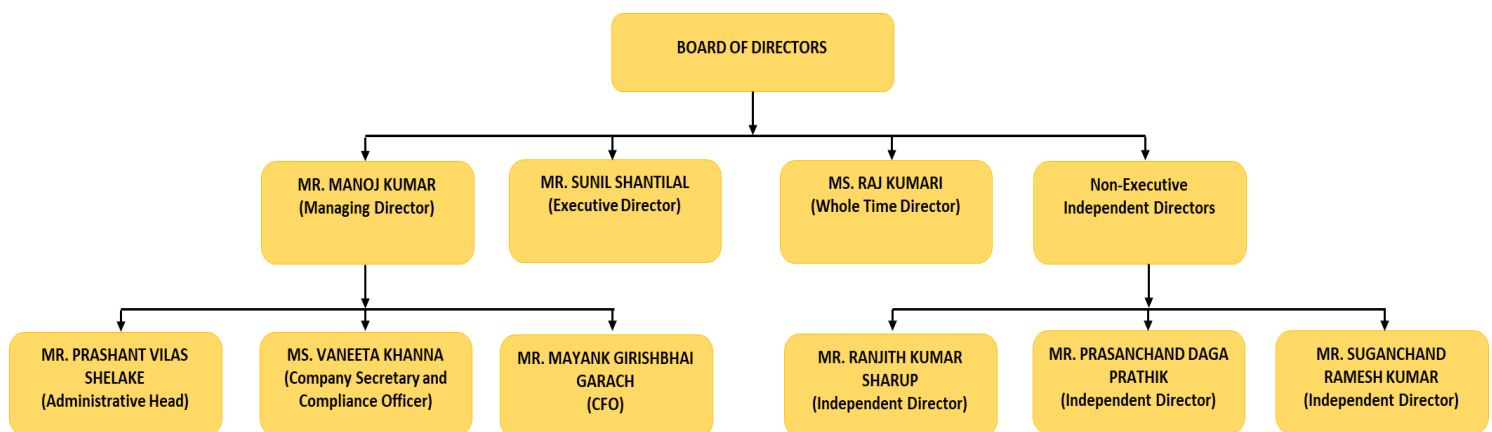 BOARD OF DIRECTORS
MR. MANOJ KUMAR
(Managing Director)
MR. SUNIL SHANTILAL
(Executive Director)
MS. RAJ KUMARI
(Whole Time Director)
Non-Executive
Independent Directors
MR. PRASHANT VILAS
SHELAKE
(Administrative Head)
MS. VANEETA KHANNA
(Company Secretary and
Compliance Officer)
MR. MAYANK GIRISHBHAI
GARACH
(CFO)
MR. RANJITH KUMAR
SHARUP
(Independent Director)
MR. PRASANCHAND DAGA
PRATHIK
(Independent Director)
MR. SUGANCHAND
RAMESH KUMAR
(Independent Director)